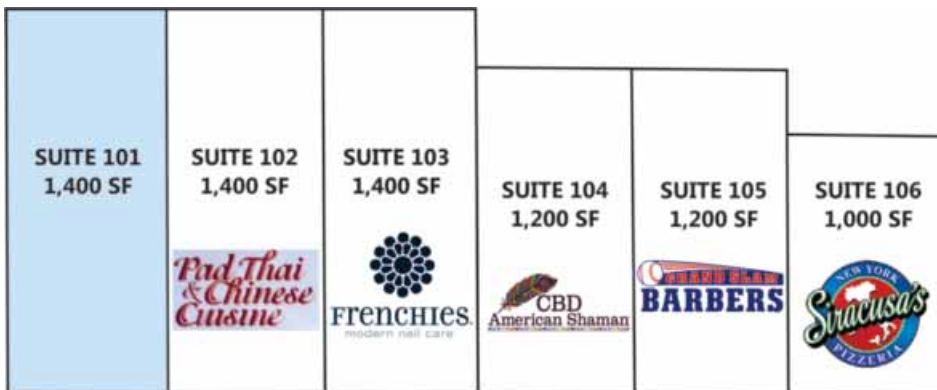 SUITE 101
1,400 SF
SUITE 102
1,400 SF
Pad Thai
& Chinese
Cuisine
SUITE 103
1,400 SF
FRENCHIES.
modern nail care
SUITE 104
1,200 SF
CBD
American Shaman
SUITE 105
1,200 SF
GRAND SLAM
BARBERS
SUITE 106
1,000 SF
NEW YORK
Siracusa's
PIZZERIA